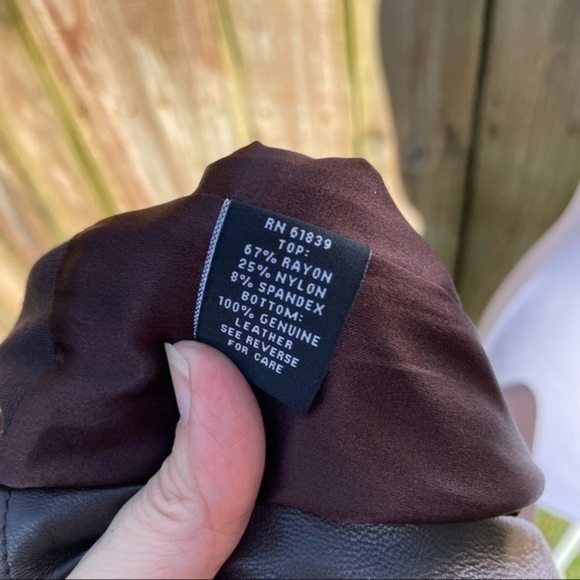 RN 61839
TOP:
67% RAYON
25% NYLON
8% SPANDEX
BOTTOM:
100% GENUINE
LEATHER
SEE REVERSE
FOR CARE